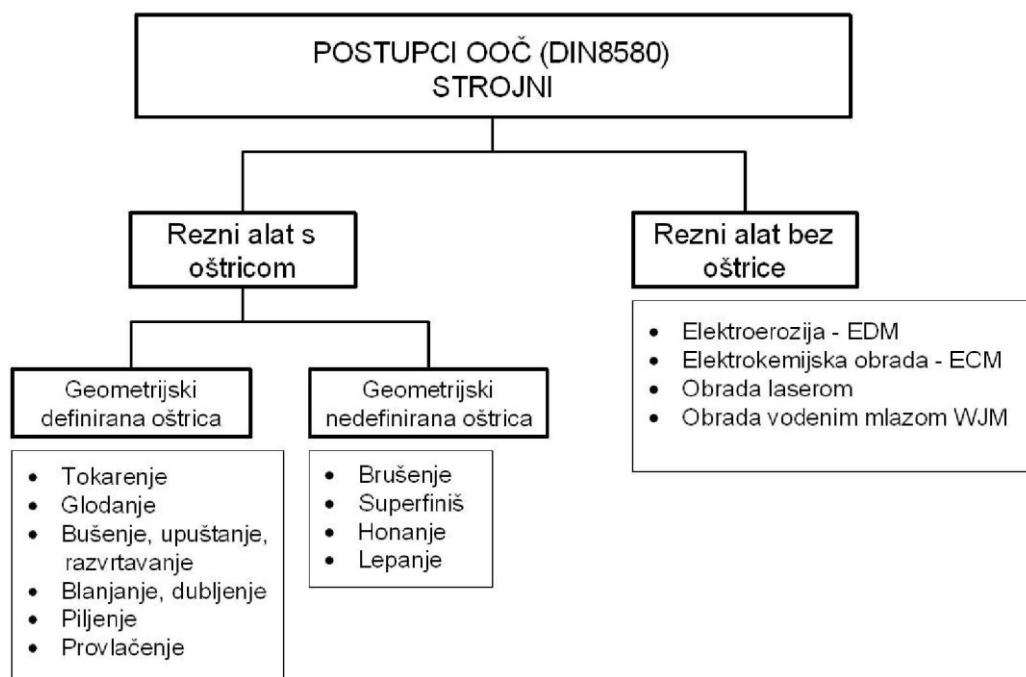 POSTUPCI OOČ (DIN8580)
STROJNI
Rezni alat s
oštricom
Rezni alat bez
oštrice
Geometrijski
definirana oštrica
Geometrijski
nedefinirana oštrica
• Elektroerozija - EDM
• Elektrokemijska obrada - ECM
• Obrada laserom
• Obrada vodenim mlazom WJM
• Tokarenje
• Glodanje
• Bušenje, upuštanje,
razvrtavanje
• Blanjanje, dubljenje
• Piljenje
• Provlačenje
• Brušenje
• Superfiniš
• Honanje
• Lepanje